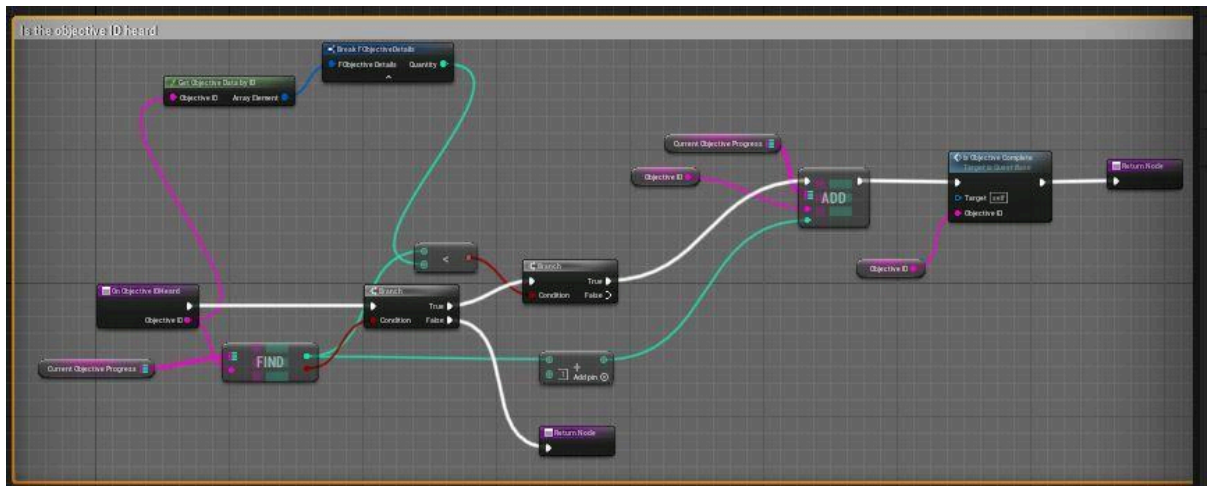 Is the objective ID heard
Break FObjectiveDetails
FObjective Details Quantity
Get Objective Data by ID
Objective ID Array Element
Current Objective Progress
Objective ID
ADD
Is Objective Complete
Target is Quest Base
Target self
Objective ID
Return Node
Objective ID
<
Branch
True
Condition False
On Objective IDHeard
Objective ID
Branch
True
Condition False
Current Objective Progress
FIND
+
1 Add pin
Return Node